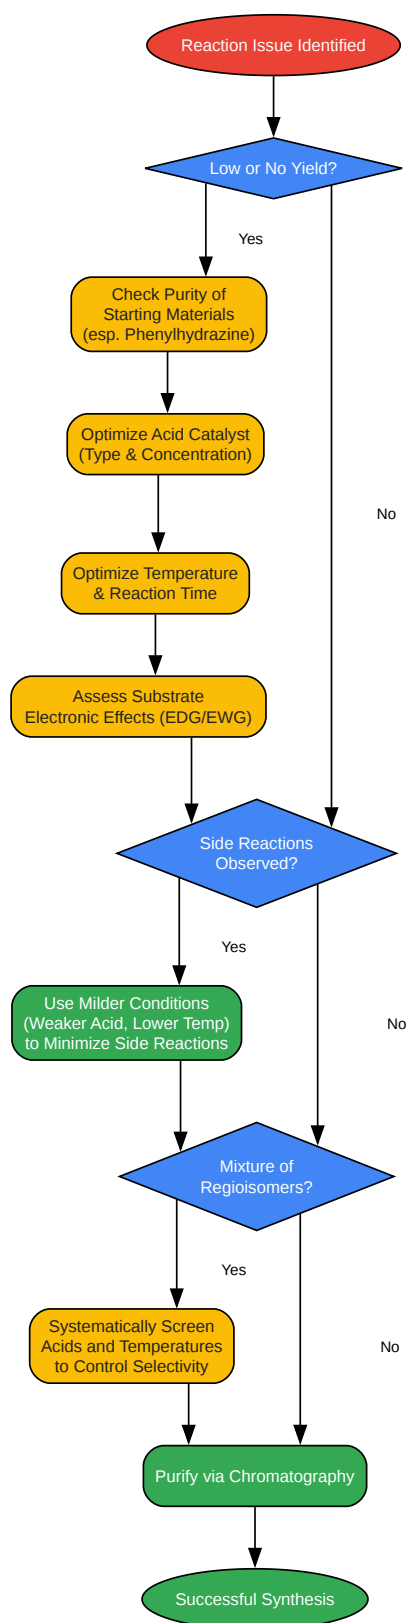 Reaction Issue Identified
Low or No Yield?
Yes
Check Purity of
Starting Materials
(esp. Phenylhydrazine)
Optimize Acid Catalyst
(Type & Concentration)
No
Optimize Temperature
& Reaction Time
Assess Substrate
Electronic Effects (EDG/EWG)
Side Reactions
Observed?
Yes
Use Milder Conditions
(Weaker Acid, Lower Temp)
to Minimize Side Reactions
No
Mixture of
Regioisomers?
Yes
Systematically Screen
Acids and Temperatures
to Control Selectivity
No
Purify via Chromatography
Successful Synthesis